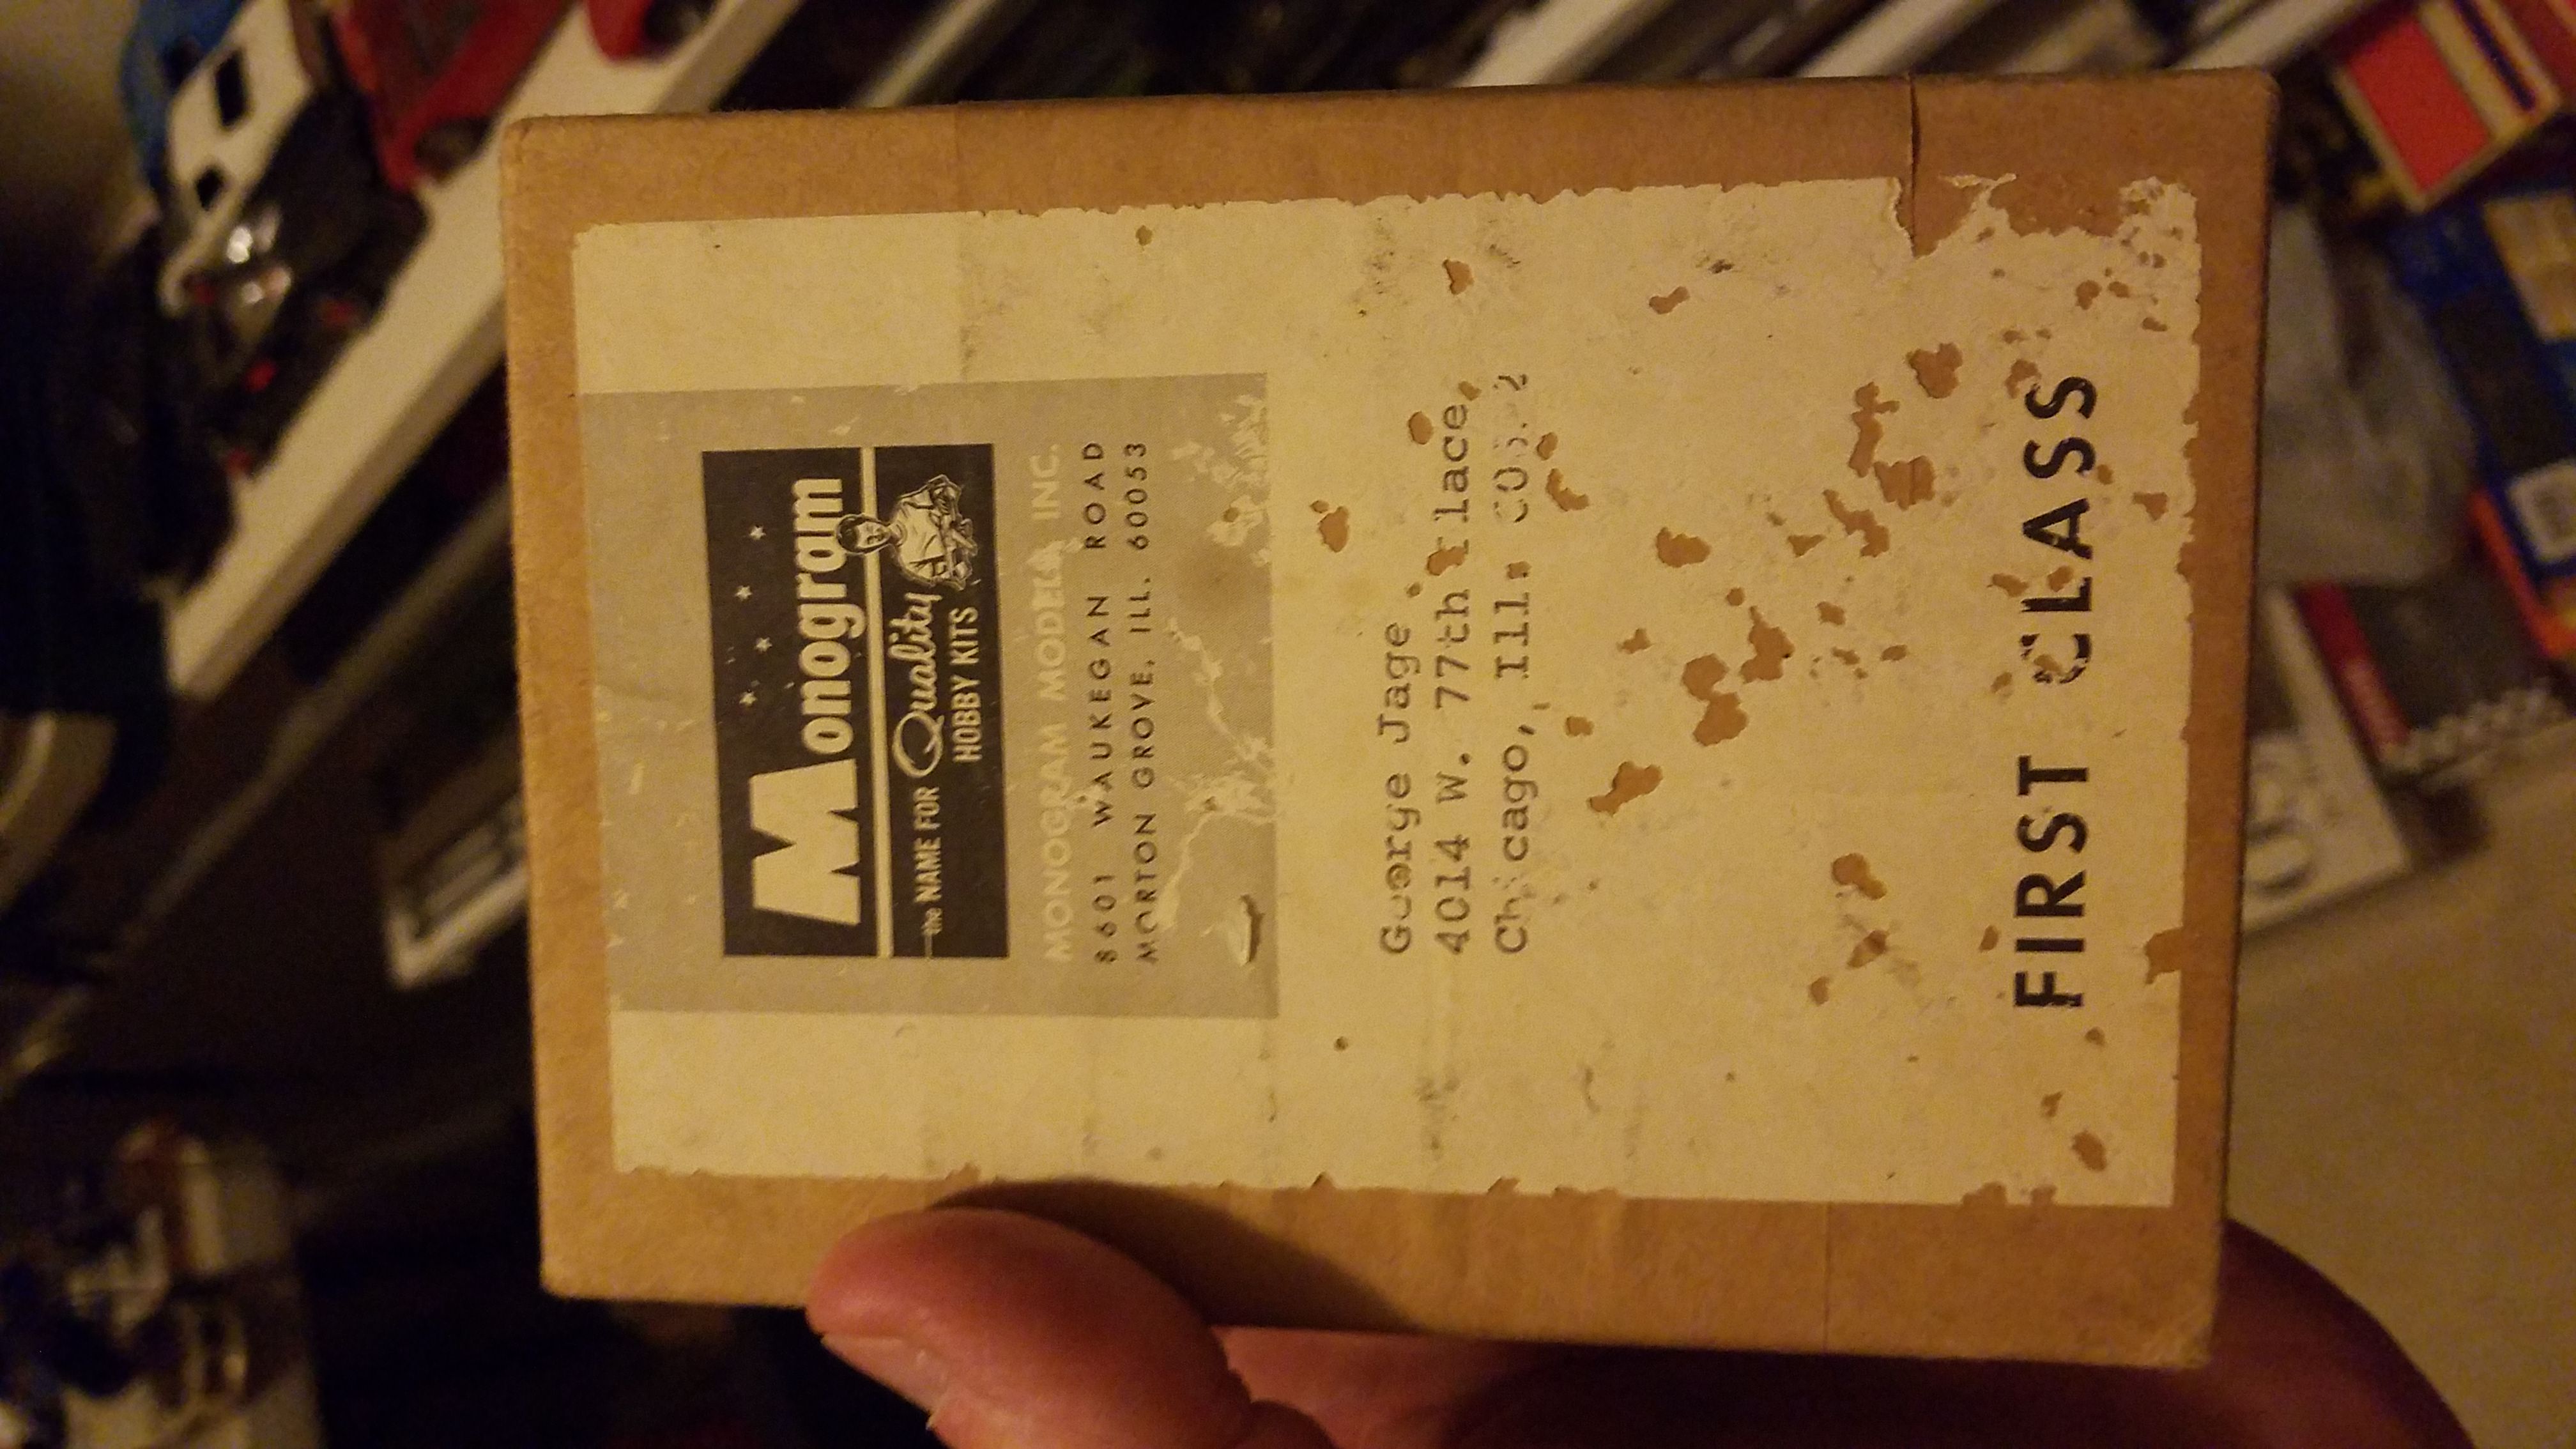 Monogram
the NAME FOR Quality
HOBBY KITS
MONOGRAM MODELS INC.
8601 WAUKEGAN ROAD
MORTON GROVE, ILL. 60053
George Jage
4014 W. 77th Place,
Chicago, Ill.
FIRST CLASS